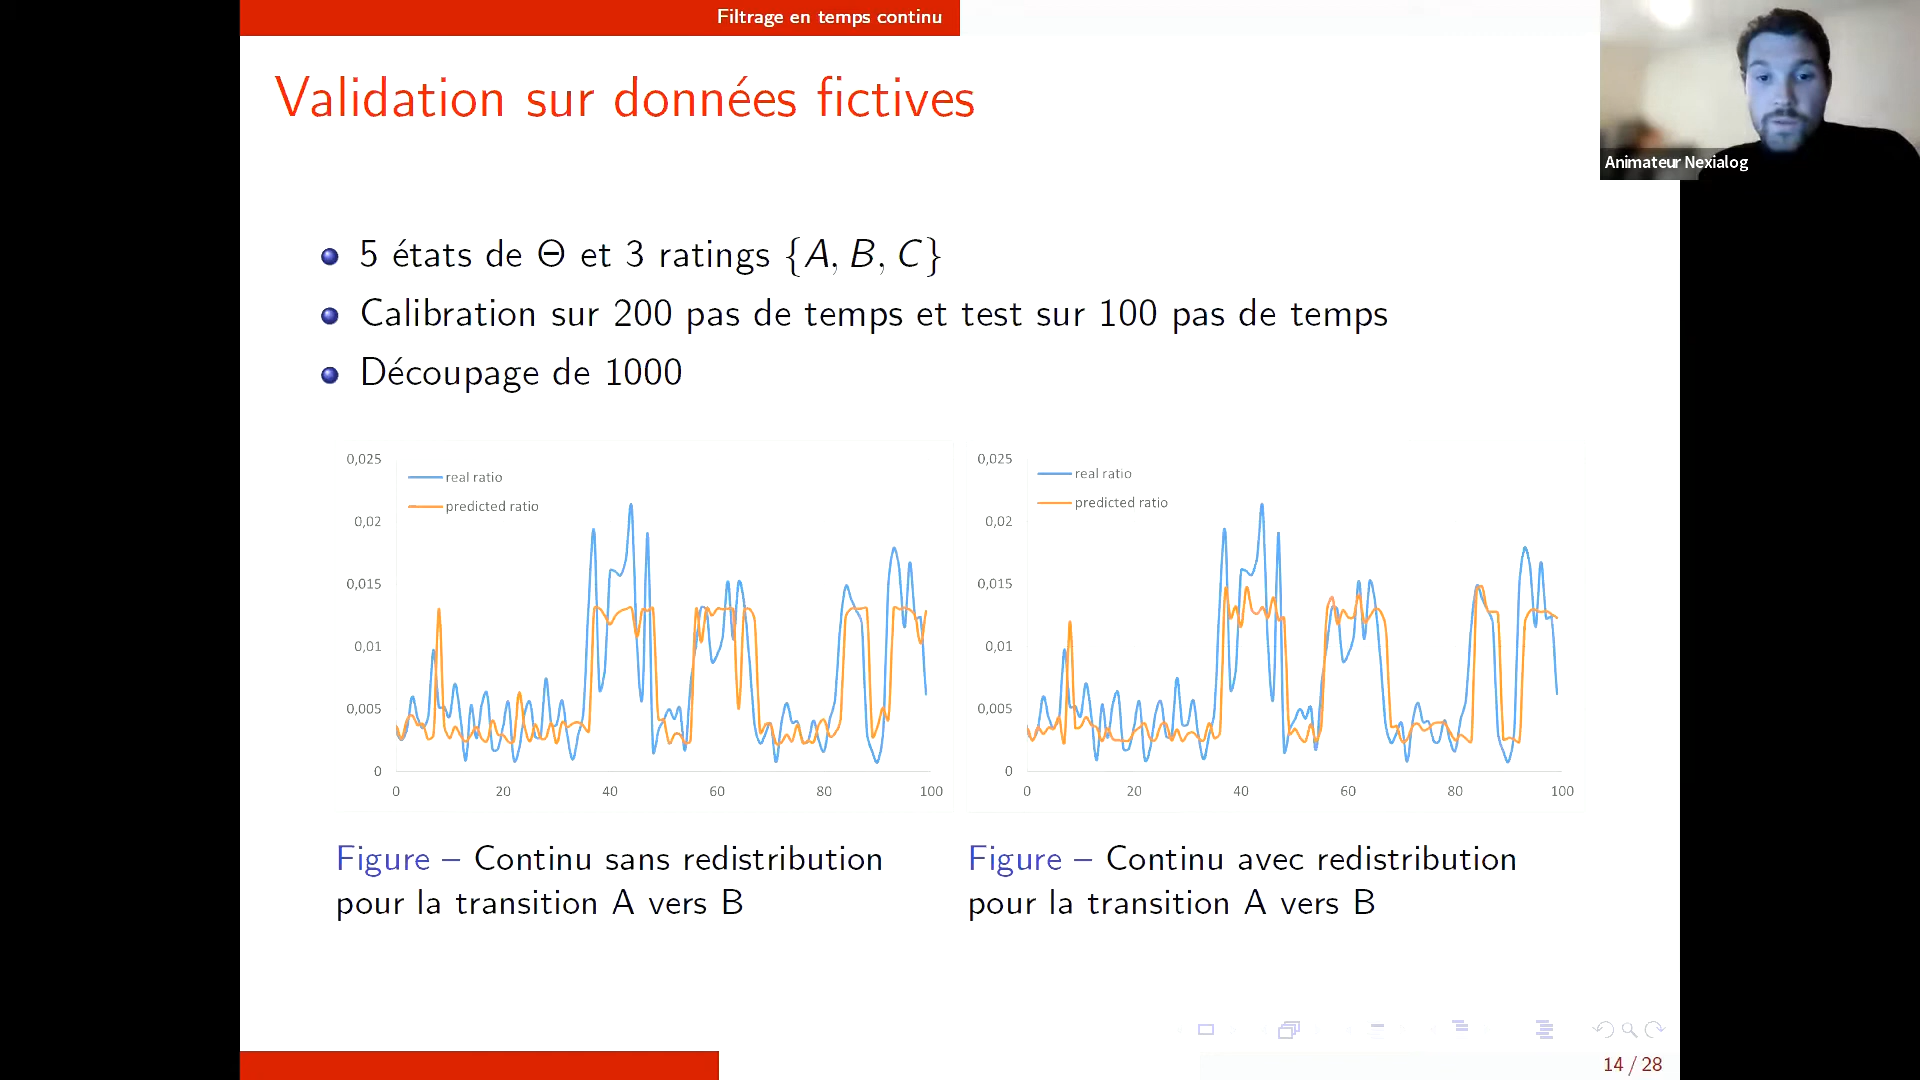 Filtrage en temps continu
Validation sur données fictives
Animateur Nexialog
5 états de Θ et 3 ratings {A, B, C}
Calibration sur 200 pas de temps et test sur 100 pas de temps
Découpage de 1000
0,025
0,02
0,015
0,01
0,005
0
real ratio
predicted ratio
0 20 40 60 80 100
0,025
0,02
0,015
0,01
0,005
0
real ratio
predicted ratio
0 20 40 60 80 100
Figure – Continu sans redistribution
pour la transition A vers B
Figure – Continu avec redistribution
pour la transition A vers B
14 / 28